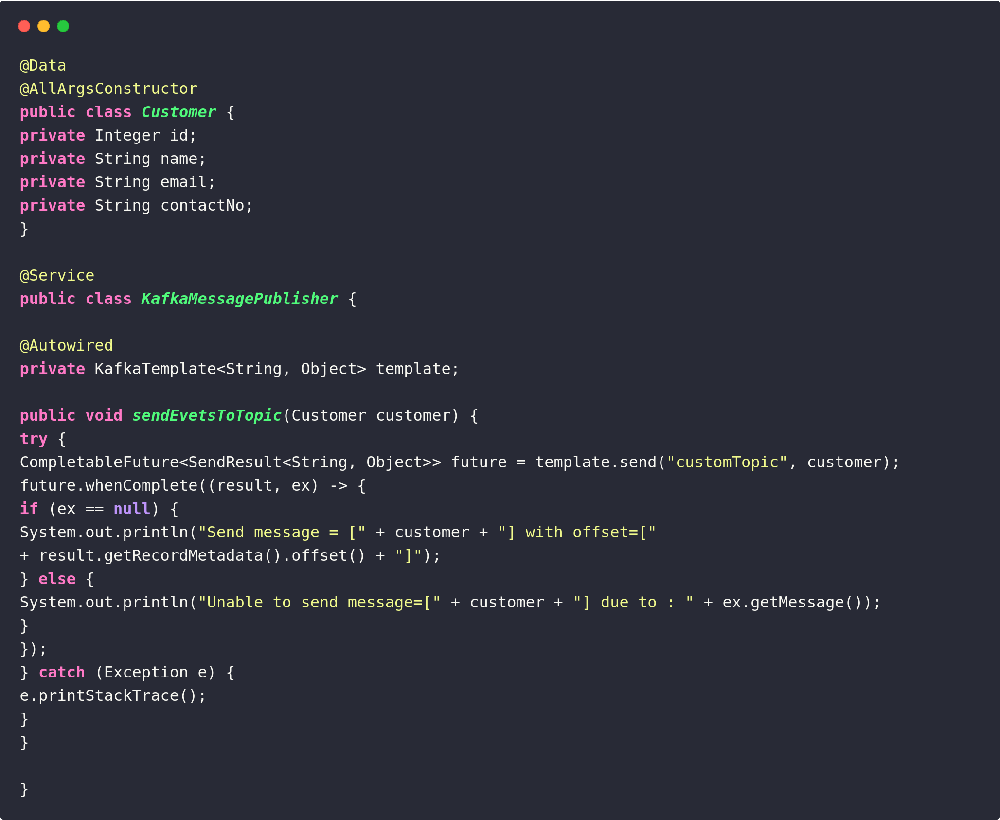 @Data
@AllArgsConstructor
public class Customer {
private Integer id;
private String name;
private String email;
private String contactNo;
}
@Service
public class KafkaMessagePublisher {
@Autowired
private KafkaTemplate<String, Object> template;
public void sendEvetsToTopic(Customer customer) {
try {
CompletableFuture<SendResult<String, Object>> future = template.send("customTopic", customer);
future.whenComplete((result, ex) -> {
if (ex == null) {
System.out.println("Send message = [" + customer + "] with offset=["
+ result.getRecordMetadata().offset() + "]");
} else {
System.out.println("Unable to send message=[" + customer + "] due to : " + ex.getMessage());
}
});
} catch (Exception e) {
e.printStackTrace();
}
}
}